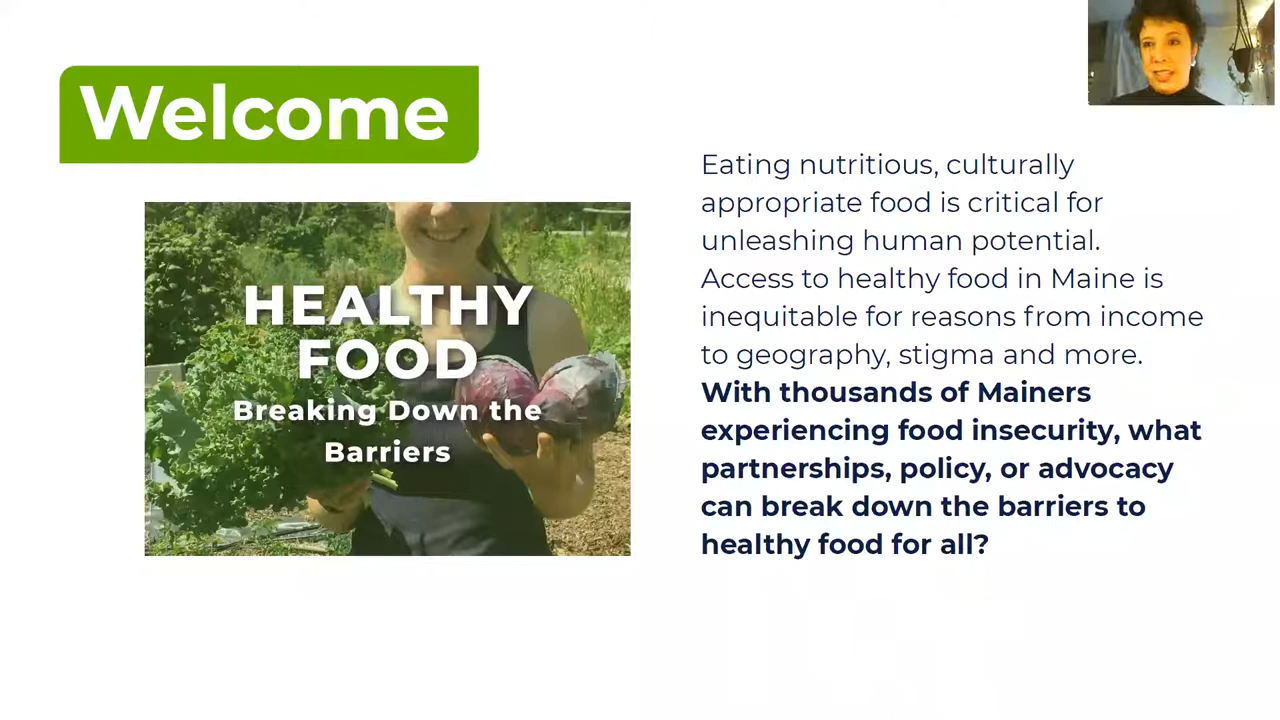 Welcome
HEALTHY
FOOD
Breaking Down the
Barriers
Eating nutritious, culturally
appropriate food is critical for
unleashing human potential.
Access to healthy food in Maine is
inequitable for reasons from income
to geography, stigma and more.
With thousands of Mainers
experiencing food insecurity, what
partnerships, policy, or advocacy
can break down the barriers to
healthy food for all?